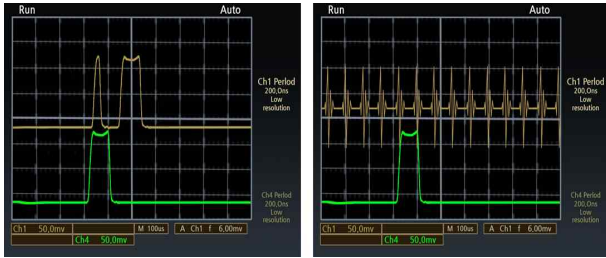 Run
Auto
Ch1 Period
200,0ns
Low
resolution
Ch4 Period
200,0ns
Low
resolution
Ch1 50,0mv
M 100us
A Ch1 f 6,00mv
Ch4 50,0mv
Run
Auto
Ch1 Period
200,0ns
Low
resolution
Ch4 Period
200,0ns
Low
resolution
Ch1 50,0mv
M 100us
A Ch1 f 6,00mv
Ch4 50,0mv